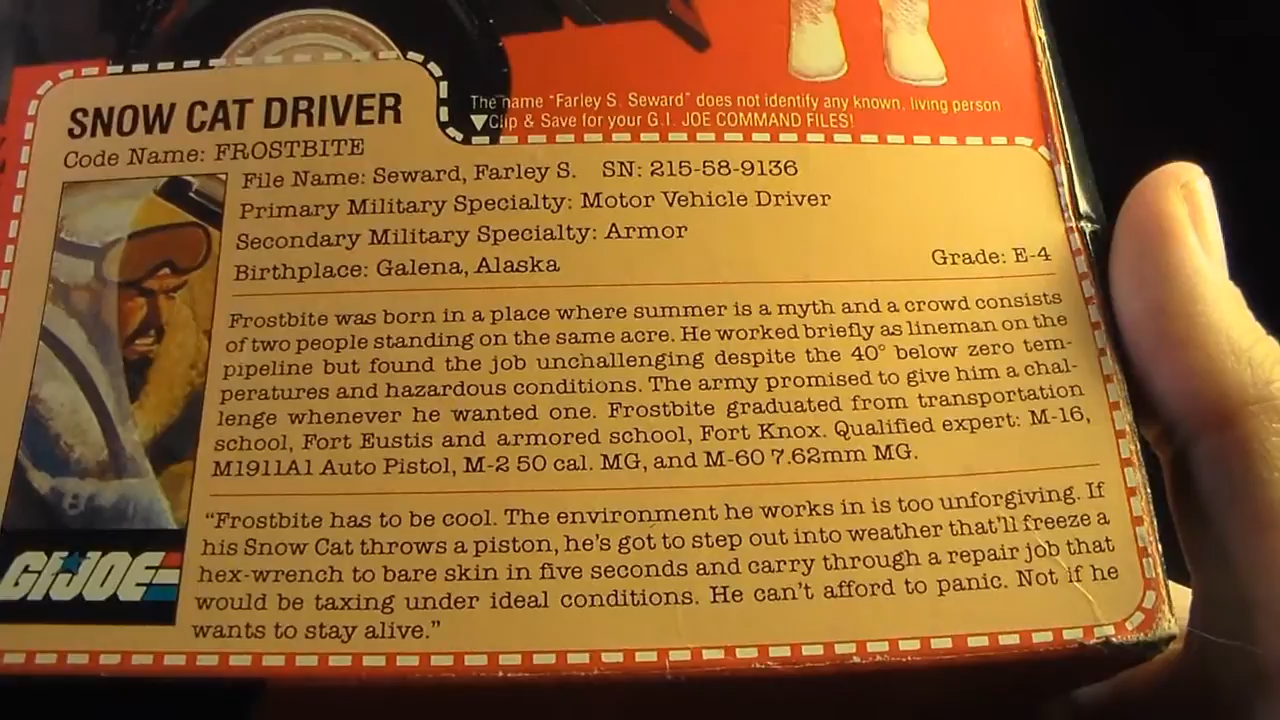 SNOW CAT DRIVER
Code Name: FROSTBITE
The name "Farley S. Seward" does not identify any known, living person
▼Clip & Save for your G.I. JOE COMMAND FILES!
File Name: Seward, Farley S. SN: 215-58-9136
Primary Military Specialty: Motor Vehicle Driver
Secondary Military Specialty: Armor
Birthplace: Galena, Alaska Grade: E-4
Frostbite was born in a place where summer is a myth and a crowd consists
of two people standing on the same acre. He worked briefly as lineman on the
pipeline but found the job unchallenging despite the 40° below zero tem-
peratures and hazardous conditions. The army promised to give him a chal-
lenge whenever he wanted one. Frostbite graduated from transportation
school, Fort Eustis and armored school, Fort Knox. Qualified expert: M-16,
M1911A1 Auto Pistol, M-2 50 cal. MG, and M-60 7.62mm MG.
"Frostbite has to be cool. The environment he works in is too unforgiving. If
his Snow Cat throws a piston, he's got to step out into weather that'll freeze a
hex-wrench to bare skin in five seconds and carry through a repair job that
would be taxing under ideal conditions. He can't afford to panic. Not if he
wants to stay alive."
GI JOE